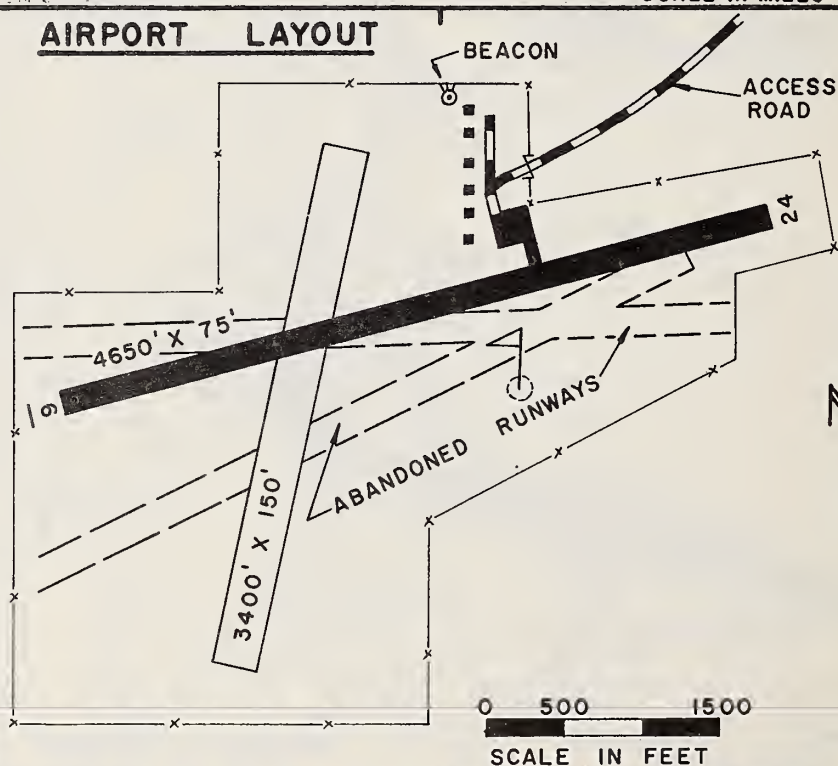 AIRPORT LAYOUT
BEACON
ACCESS
ROAD
24
4650' X 75'
6
ABANDONED RUNWAYS
3400' X 150'
0 500 1500
SCALE IN FEET